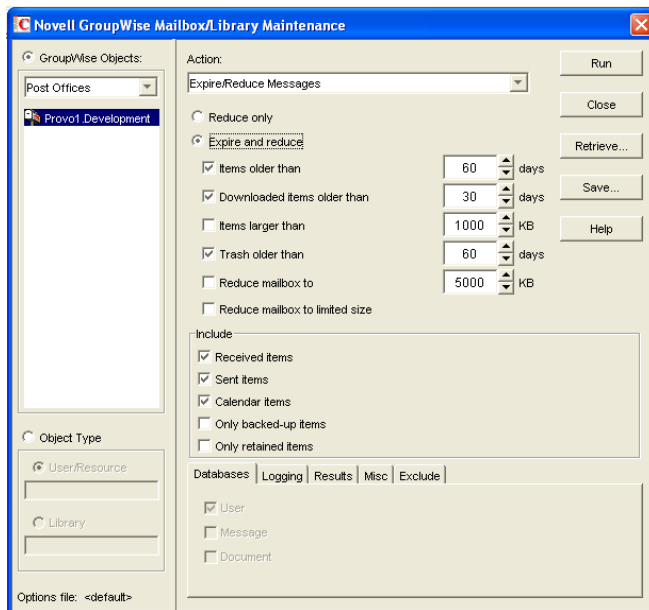 Novell GroupWise Mailbox/Library Maintenance
GroupWise Objects:
Post Offices
Provo1.Development
Object Type
User/Resource
Library
Options file: <default>
Action:
Expire/Reduce Messages
Reduce only
Expire and reduce
Items older than 60 days
Downloaded items older than 30 days
Items larger than 1000 KB
Trash older than 60 days
Reduce mailbox to 5000 KB
Reduce mailbox to limited size
Include
Received items
Sent items
Calendar items
Only backed-up items
Only retained items
Databases Logging Results Misc Exclude
User
Message
Document
Run
Close
Retrieve...
Save...
Help